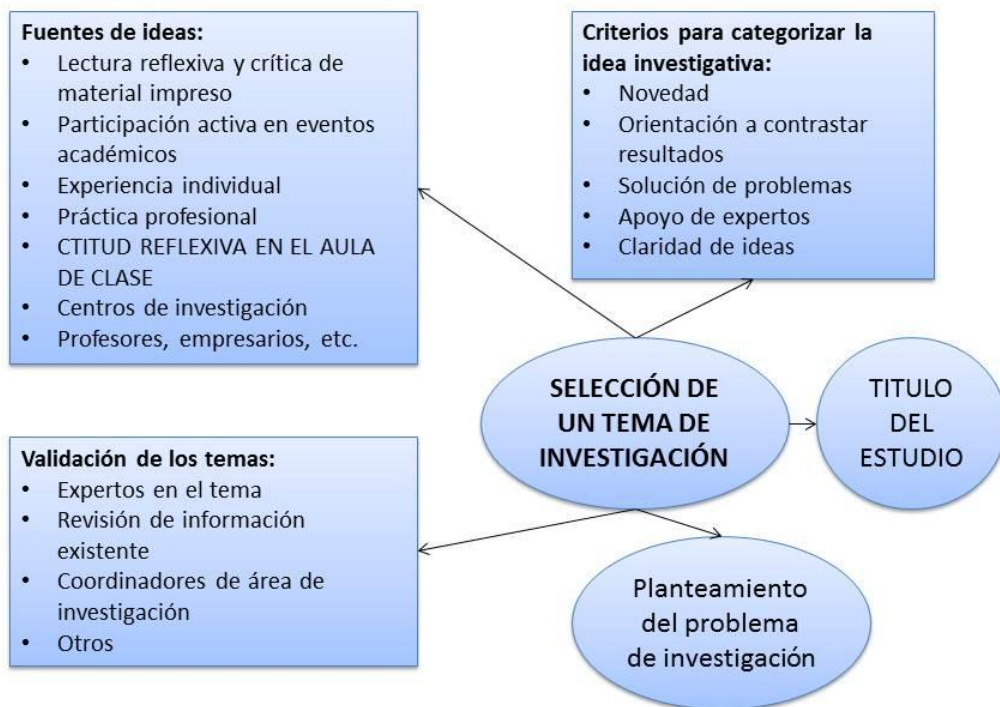 Fuentes de ideas:
• Lectura reflexiva y crítica de
material impreso
• Participación activa en eventos
académicos
• Experiencia individual
• Práctica profesional
• CTITUD REFLEXIVA EN EL AULA
DE CLASE
• Centros de investigación
• Profesores, empresarios, etc.
Criterios para categorizar la
idea investigativa:
• Novedad
• Orientación a contrastar
resultados
• Solución de problemas
• Apoyo de expertos
• Claridad de ideas
SELECCIÓN DE
UN TEMA DE
INVESTIGACIÓN
TITULO
DEL
ESTUDIO
Validación de los temas:
• Expertos en el tema
• Revisión de información
existente
• Coordinadores de área de
investigación
• Otros
Planteamiento
del problema
de investigación